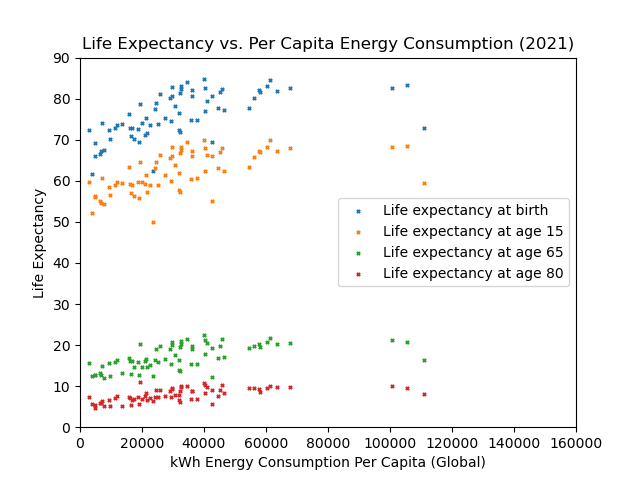 Life Expectancy vs. Per Capita Energy Consumption (2021)
90
80
70
60
50
40
30
20
10
0
Life Expectancy
Life expectancy at birth
Life expectancy at age 15
Life expectancy at age 65
Life expectancy at age 80
0 20000 40000 60000 80000 100000 120000 140000 160000
kWh Energy Consumption Per Capita (Global)